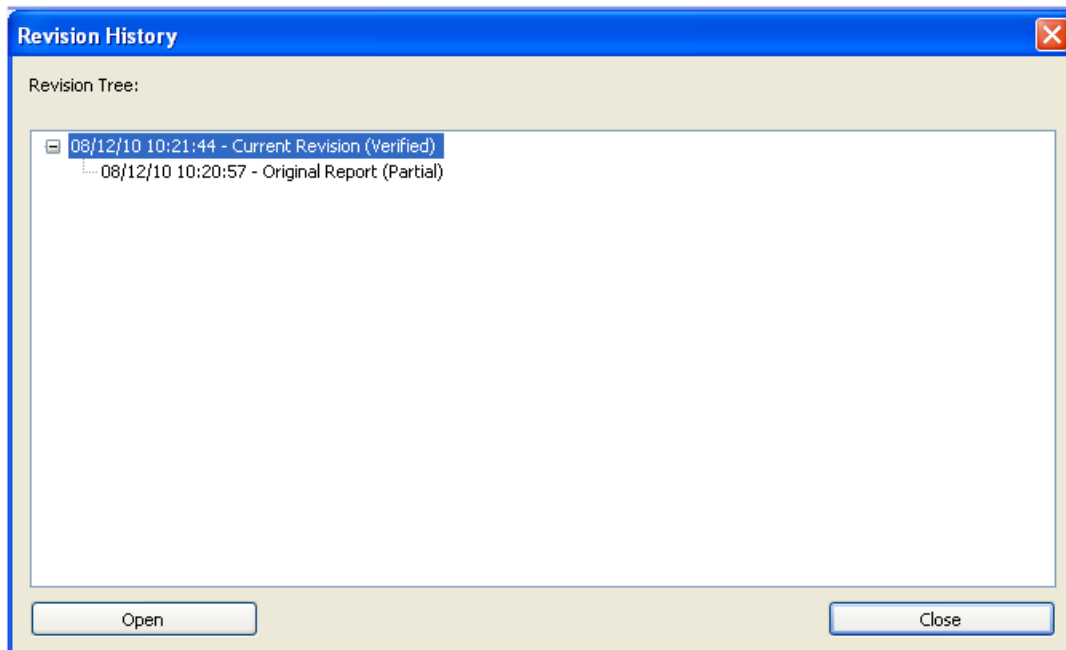 Revision History
Revision Tree:
08/12/10 10:21:44 - Current Revision (Verified)
08/12/10 10:20:57 - Original Report (Partial)
Open Close